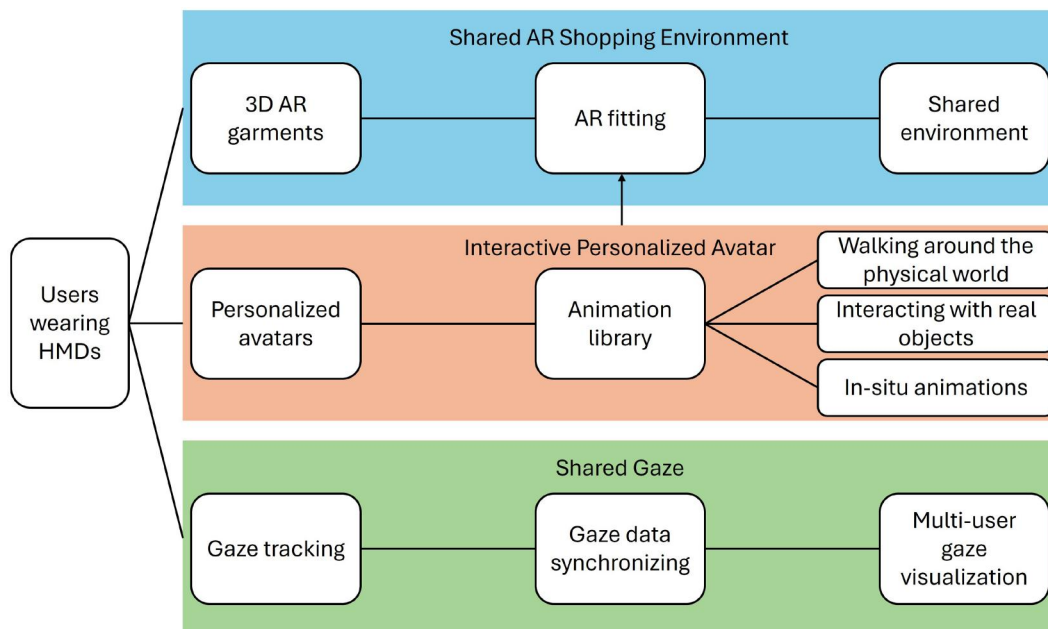 Shared AR Shopping Environment
3D AR
garments
AR fitting
Shared
environment
Users
wearing
HMDs
Interactive Personalized Avatar
Personalized
avatars
Animation
library
Walking around the
physical world
Interacting with real
objects
In-situ animations
Shared Gaze
Gaze tracking
Gaze data
synchronizing
Multi-user
gaze
visualization